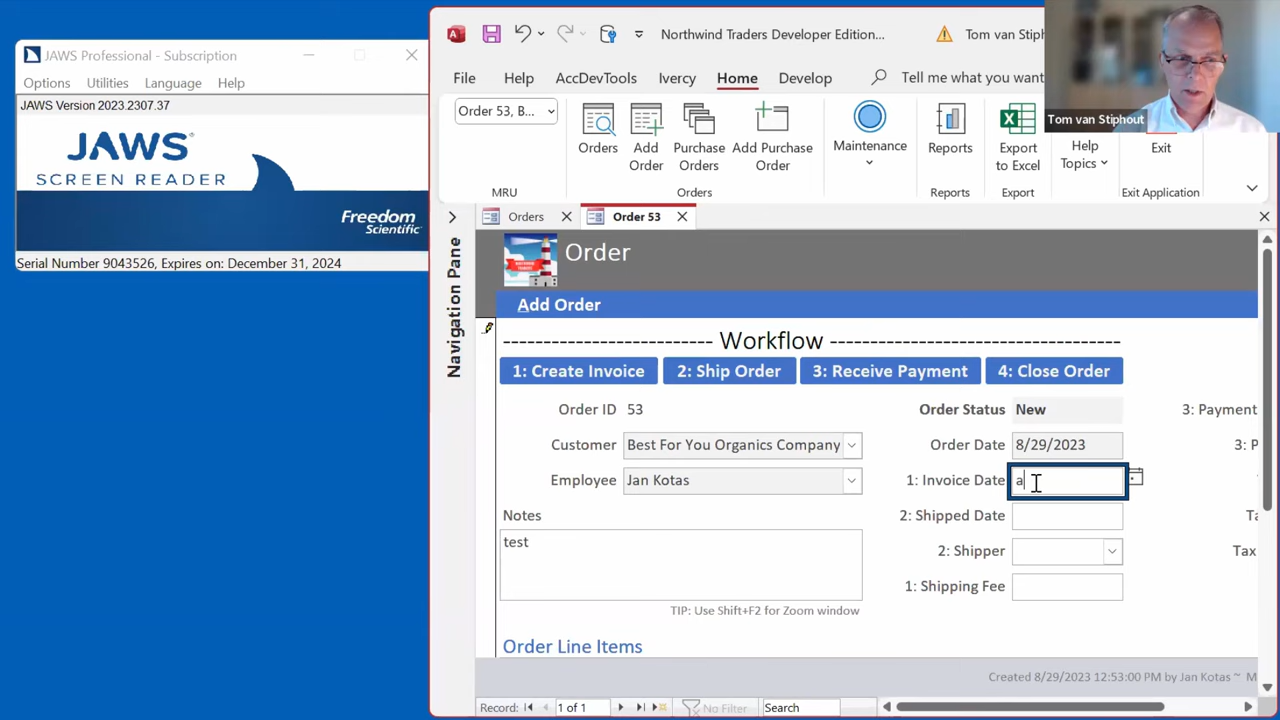 JAWS Professional - Subscription
Options Utilities Language Help
JAWS Version 2023.2307.37
JAWS®
SCREEN READER
Freedom
Scientific
Serial Number 9043526, Expires on: December 31, 2024
Northwind Traders Developer Edition...
Tom van Stiph
File Help AccDevTools Ivercy Home Develop Tell me what you want
Tom van Stiphout
Order 53, B...
MRU
Orders
Add Order
Purchase Orders
Add Purchase Order
Orders
Maintenance
Reports
Reports
Export to Excel
Export
Help Topics
Exit
Exit Application
Navigation Pane
Orders
Order 53
Order
Add Order
------------------------- Workflow ----------------------------------
1: Create Invoice 2: Ship Order 3: Receive Payment 4: Close Order
Order ID 53 Order Status New 3: Payment
Customer Best For You Organics Company Order Date 8/29/2023 3: P
Employee Jan Kotas 1: Invoice Date a
Notes 2: Shipped Date Ta
test
2: Shipper Tax
1: Shipping Fee
TIP: Use Shift+F2 for Zoom window
Order Line Items
Created 8/29/2023 12:53:00 PM by Jan Kotas ~ M
Record: 1 of 1 No Filter Search